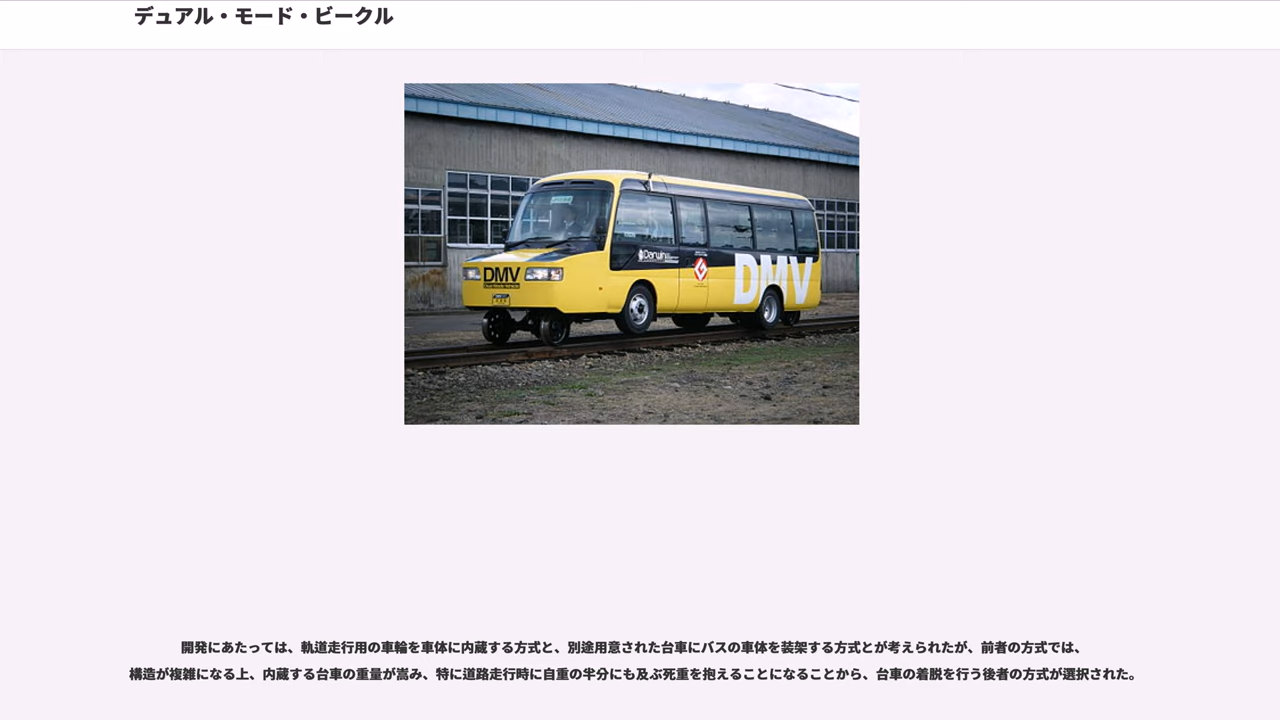 デュアル・モード・ビークル
Darwin
DMV
DMV
Dual Mode Vehicle
開発にあたっては、軌道走行用の車輪を車体に内蔵する方式と、別途用意された台車にバスの車体を装架する方式とが考えられたが、前者の方式では、
構造が複雑になる上、内蔵する台車の重量が嵩み、特に道路走行時に自重の半分にも及ぶ死重を抱えることになることから、台車の着脱を行う後者の方式が選択された。